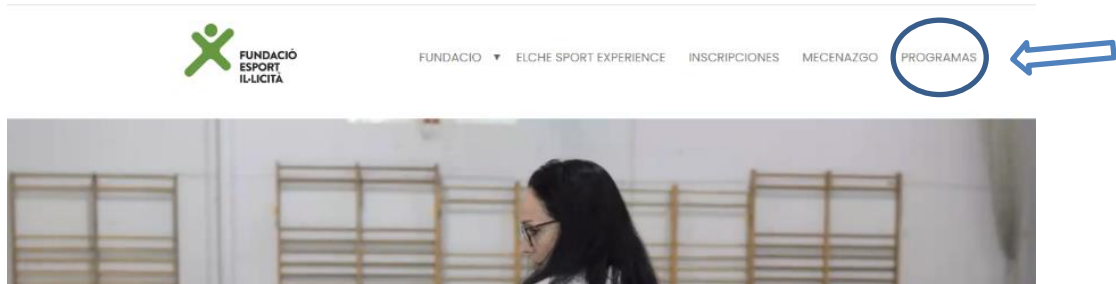 FUNDACIÓ
ESPORT
IL·LICITÀ
FUNDACIO ▼ ELCHE SPORT EXPERIENCE INSCRIPCIONES MECENAZGO PROGRAMAS